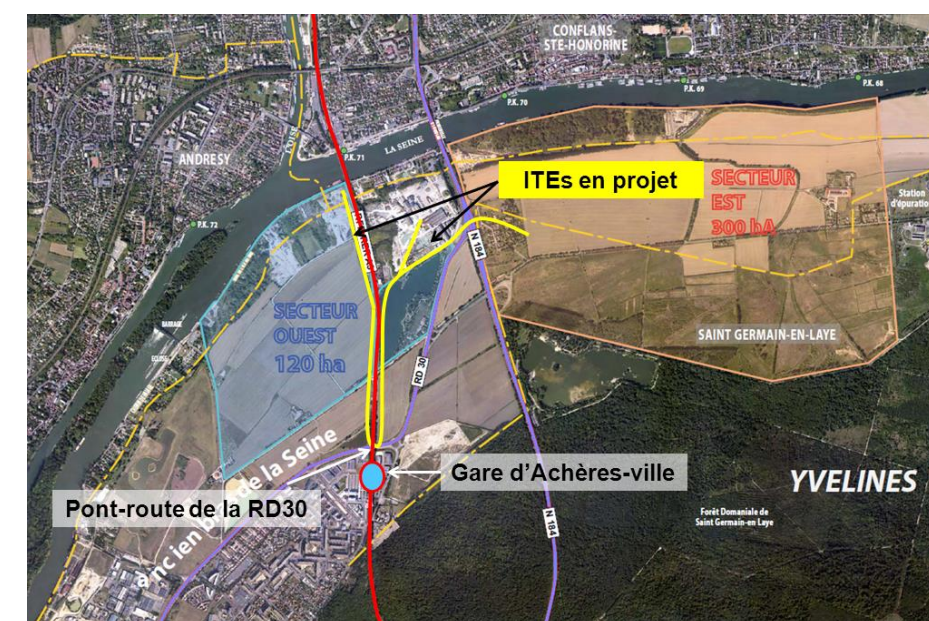 CONFLANS-
STE-HONORINE
P.K. 68
P.K. 69
P.K. 70
OISE
LA SEINE
P.K. 71
ANDRESY
ITEs en projet
SECTEUR
EST
300 hA
Station
d'épuration
P.K. 72
N 184
SECTEUR
OUEST
120 ha
BARRAGE
ECLUSE
SAINT GERMAIN-EN-LAYE
RD 30
ancien bras de la Seine
Gare d'Achères-ville
YVELINES
Pont-route de la RD30
Forêt Domaniale de
Saint Germain-en Laye
N 184